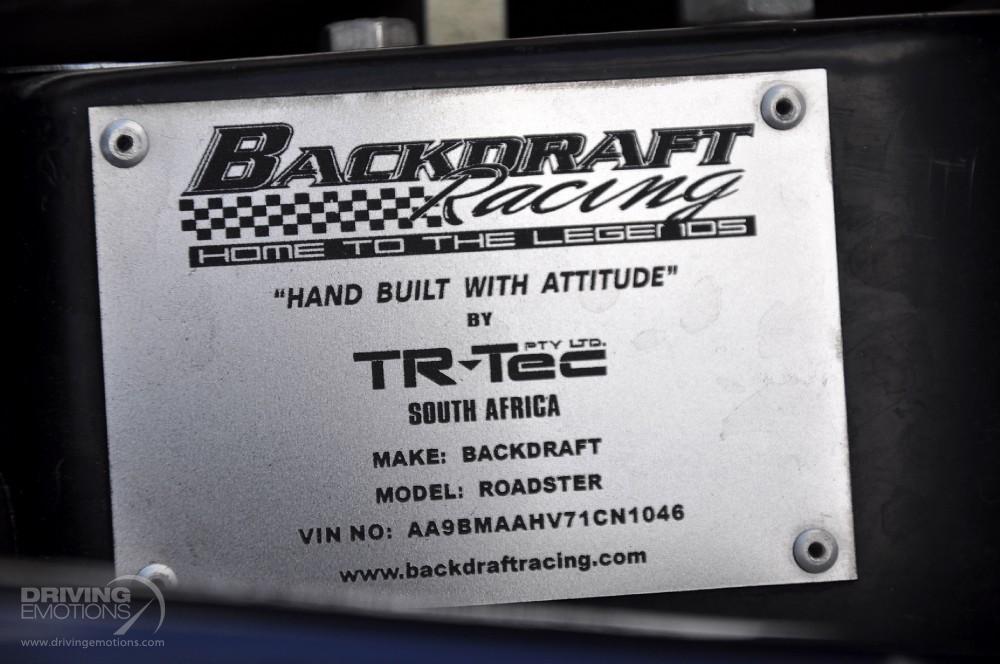 BACKDRAFT
Racing
HOME TO THE LEGENDS
"HAND BUILT WITH ATTITUDE"
BY
TR-Tec PTY LTD.
SOUTH AFRICA
MAKE: BACKDRAFT
MODEL: ROADSTER
VIN NO: AA9BMAAHV71CN1046
www.backdraftracing.com
DRIVING
EMOTIONS
www.drivingemotions.com